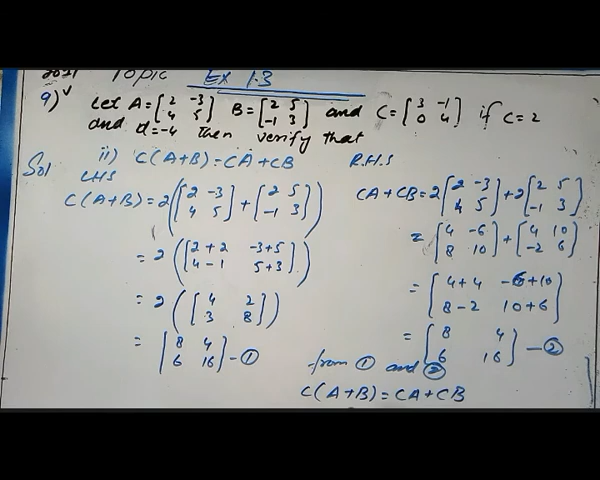 Topic Ex 1.3
9) Let A = [2 -3; 4 5] B = [2 5; -1 3] and C = [3 -1; 0 4] if c = 2
and d = -4 then verify that
Sol ii) C(A+B) = CA + CB
LHS
C(A+B) = 2([2 -3; 4 5] + [2 5; -1 3])
= 2([2+2 -3+5; 4-1 5+3])
= 2([4 2; 3 8])
= [8 4; 6 16] - ①
R.H.S
CA + CB = 2[2 -3; 4 5] + 2[2 5; -1 3]
= [4 -6; 8 10] + [4 10; -2 6]
= [4+4 -6+10; 8-2 10+6]
= [8 4; 6 16] - ②
from ① and ②
C(A+B) = CA + CB